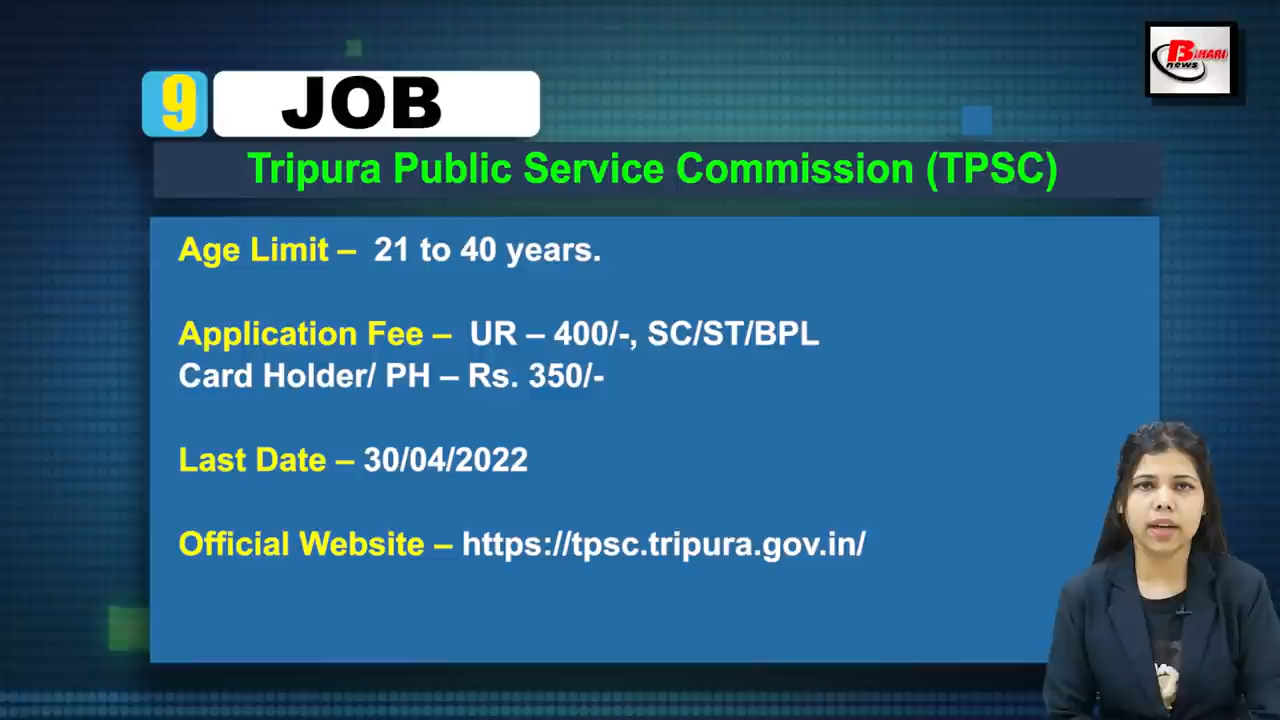 BIHARI
news
9 JOB
Tripura Public Service Commission (TPSC)
Age Limit – 21 to 40 years.
Application Fee – UR – 400/-, SC/ST/BPL
Card Holder/ PH – Rs. 350/-
Last Date – 30/04/2022
Official Website – https://tpsc.tripura.gov.in/